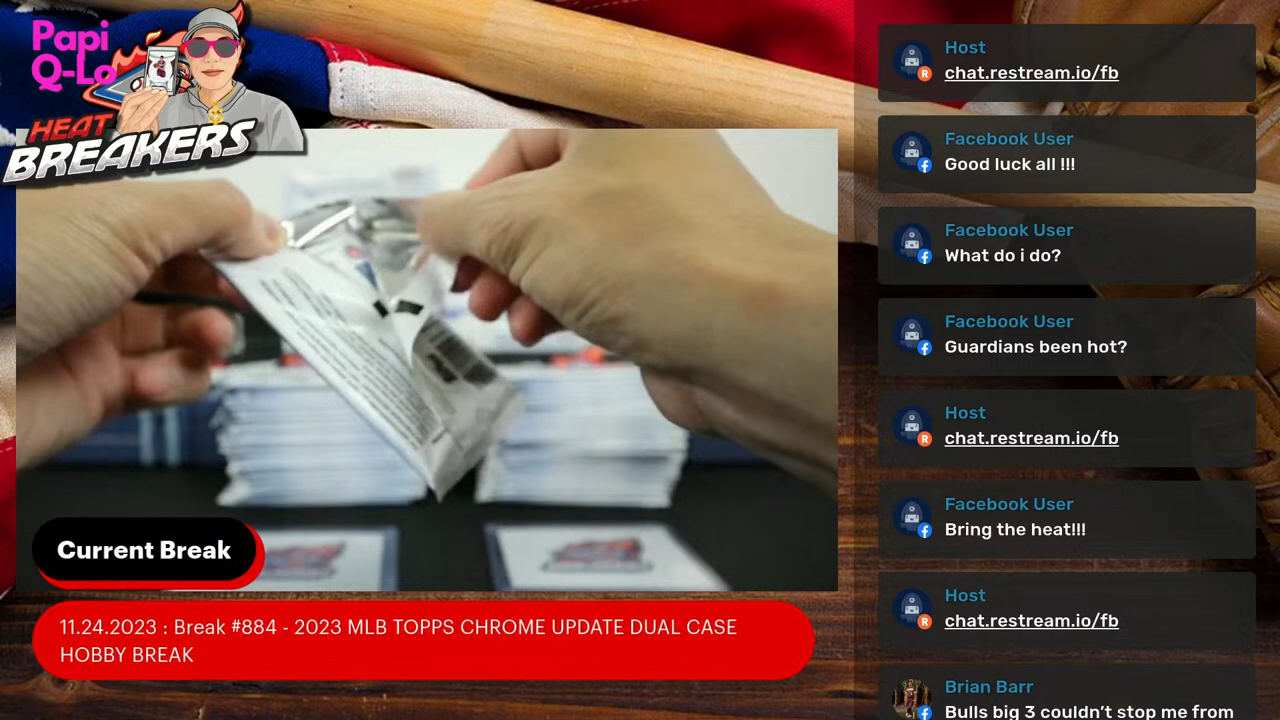 Papi
Q-Lo
HEAT
BREAKERS
Current Break
11.24.2023 : Break #884 - 2023 MLB TOPPS CHROME UPDATE DUAL CASE
HOBBY BREAK
Host
chat.restream.io/fb
Facebook User
Good luck all !!!
Facebook User
What do i do?
Facebook User
Guardians been hot?
Host
chat.restream.io/fb
Facebook User
Bring the heat!!!
Host
chat.restream.io/fb
Brian Barr
Bulls big 3 couldn’t stop me from